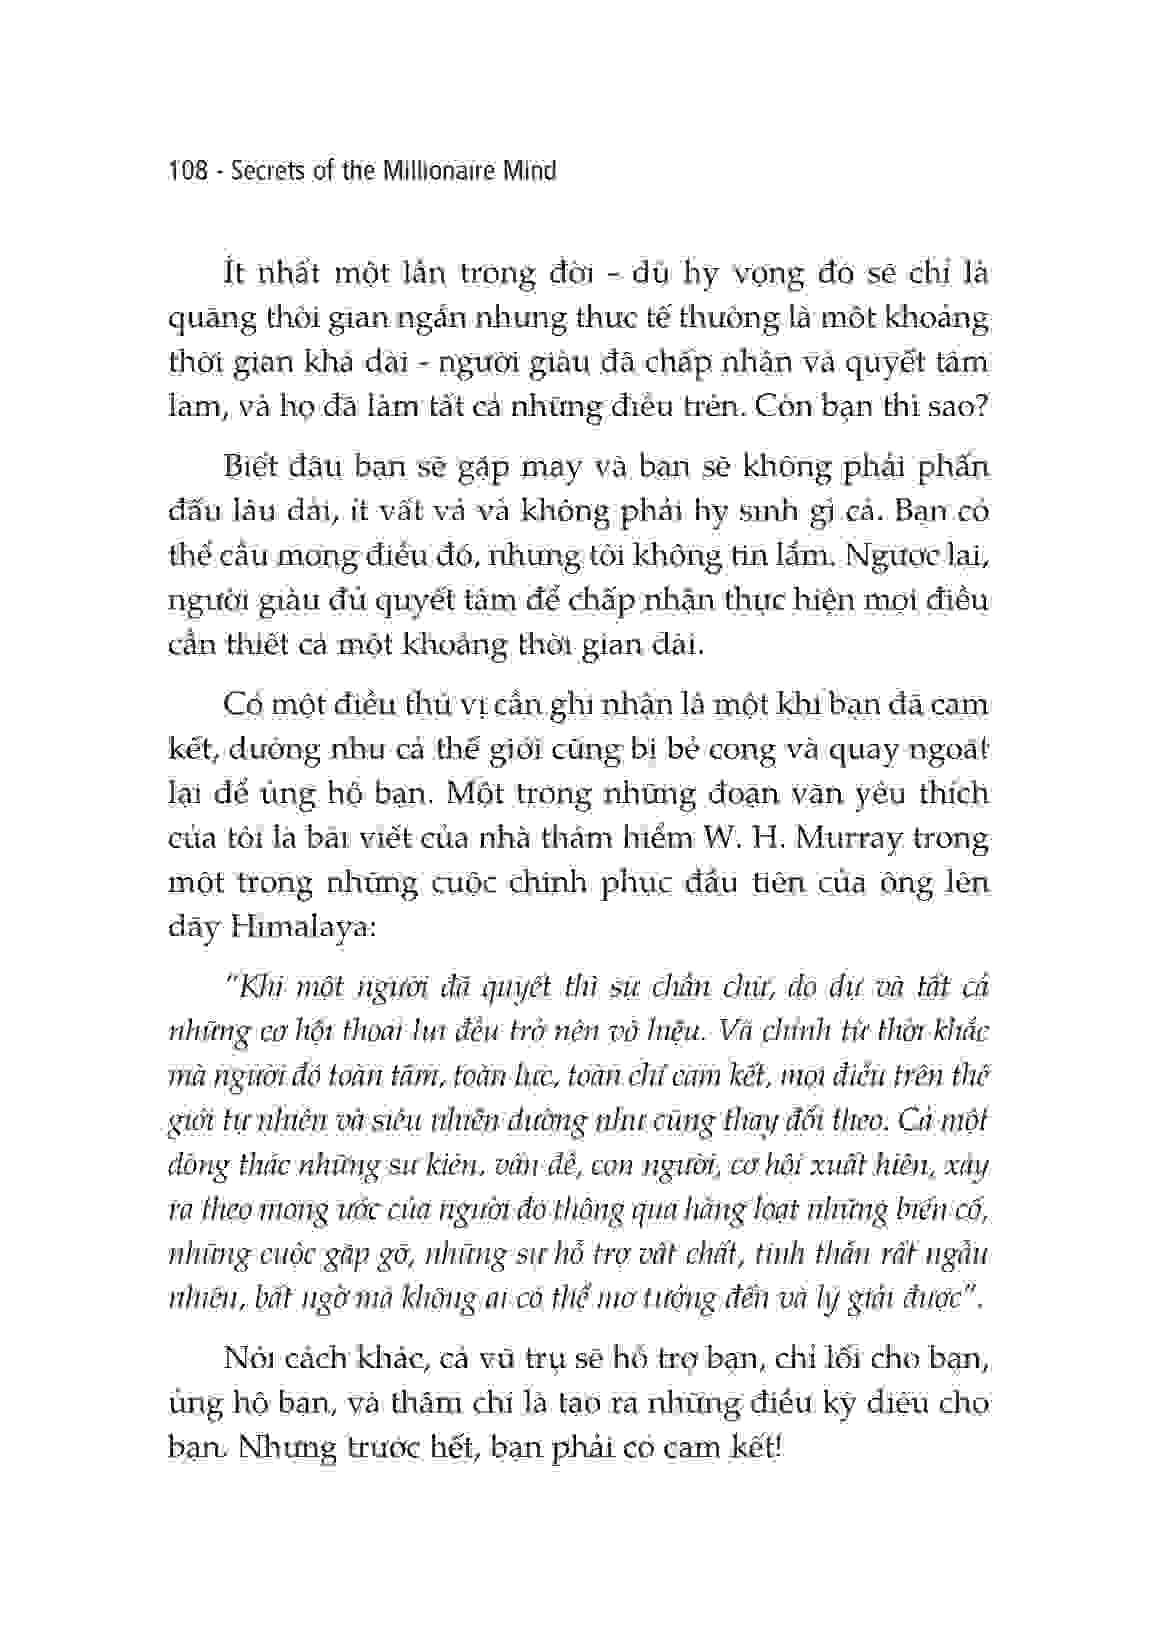 108 - Secrets of the Millionaire Mind
Ít nhất một lần trong đời – dù hy vọng đó sẽ chỉ là
quãng thời gian ngắn nhưng thực tế thường là một khoảng
thời gian khá dài - người giàu đã chấp nhận và quyết tâm
làm, và họ đã làm tất cả những điều trên. Còn bạn thì sao?
Biết đâu bạn sẽ gặp may và bạn sẽ không phải phấn
đấu lâu dài, ít vất vả và không phải hy sinh gì cả. Bạn có
thể cầu mong điều đó, nhưng tôi không tin lắm. Ngược lại,
người giàu đủ quyết tâm để chấp nhận thực hiện mọi điều
cần thiết cả một khoảng thời gian dài.
Có một điều thú vị cần ghi nhận là một khi bạn đã cam
kết, dường như cả thế giới cũng bị bẻ cong và quay ngoắt
lại để ủng hộ bạn. Một trong những đoạn văn yêu thích
của tôi là bài viết của nhà thám hiểm W. H. Murray trong
một trong những cuộc chinh phục đầu tiên của ông lên
dãy Himalaya:
“Khi một người đã quyết thì sự chần chừ, do dự và tất cả
những cơ hội thoái lui đều trở nên vô hiệu. Và chính từ thời khắc
mà người đó toàn tâm, toàn lực, toàn chí cam kết, mọi điều trên thế
giới tự nhiên và siêu nhiên dường như cũng thay đổi theo. Cả một
dòng thác những sự kiện, vấn đề, con người, cơ hội xuất hiện, xảy
ra theo mong ước của người đó thông qua hàng loạt những biến cố,
những cuộc gặp gỡ, những sự hỗ trợ vật chất, tinh thần rất ngẫu
nhiên, bất ngờ mà không ai có thể mơ tưởng đến và lý giải được”.
Nói cách khác, cả vũ trụ sẽ hỗ trợ bạn, chỉ lối cho bạn,
ủng hộ bạn, và thậm chí là tạo ra những điều kỳ diệu cho
bạn. Nhưng trước hết, bạn phải có cam kết!